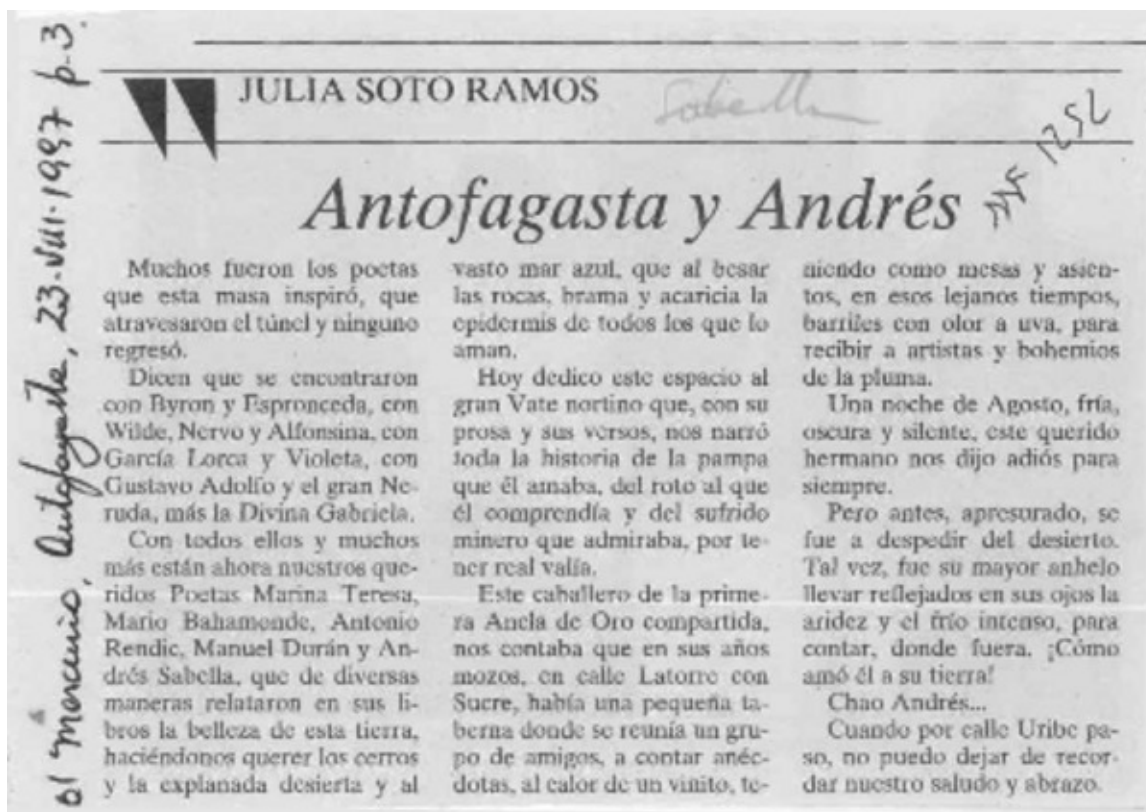 JULIA SOTO RAMOS
Sabella
1252
Antofagasta y Andrés
Muchos fueron los poetas
que esta masa inspiró, que
atravesaron el túnel y ninguno
regresó.
Dicen que se encontraron
con Byron y Espronceda, con
Wilde, Nervo y Alfonsina, con
García Lorca y Violeta, con
Gustavo Adolfo y el gran Ne-
ruda, más la Divina Gabriela.
Con todos ellos y muchos
más están ahora nuestros que-
ridos Poetas Marina Teresa,
Mario Bahamonde, Antonio
Rendic, Manuel Durán y An-
drés Sabella, que de diversas
maneras relataron en sus li-
bros la belleza de esta tierra,
haciéndonos querer los cerros
y la explanada desierta y al
vasto mar azul, que al besar
las rocas, brama y acaricia la
epidermis de todos los que lo
aman.
Hoy dedico este espacio al
gran Vate nortino que, con su
prosa y sus versos, nos narró
toda la historia de la pampa
que él amaba, del roto al que
él comprendía y del sufrido
minero que admiraba, por te-
ner real valía.
Este caballero de la prime-
ra Ancla de Oro compartida,
nos contaba que en sus años
mozos, en calle Latorre con
Sucre, había una pequeña ta-
berna donde se reunía un gru-
po de amigos, a contar anéc-
dotas, al calor de un vinito, te-
niendo como mesas y asien-
tos, en esos lejanos tiempos,
barriles con olor a uva, para
recibir a artistas y bohemios
de la pluma.
Una noche de Agosto, fría,
oscura y silente, este querido
hermano nos dijo adiós para
siempre.
Pero antes, apresurado, se
fue a despedir del desierto.
Tal vez, fue su mayor anhelo
llevar reflejados en sus ojos la
aridez y el frío intenso, para
contar, donde fuera. ¡Cómo
amó él a su tierra!
Chao Andrés...
Cuando por calle Uribe pa-
so, no puedo dejar de recor-
dar nuestro saludo y abrazo.
El Mercurio, Antofagasta, 23-VIII-1997 p.3.